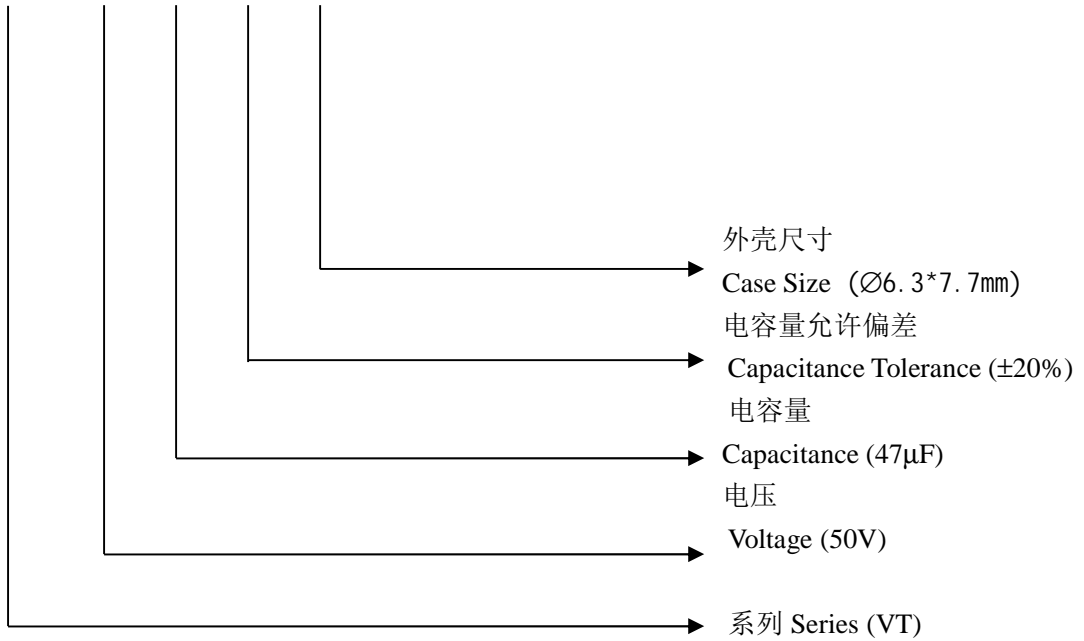 外壳尺寸
Case Size (∅6.3*7.7mm)
电容量允许偏差
Capacitance Tolerance (±20%)
电容量
Capacitance (47μF)
电压
Voltage (50V)
系列 Series (VT)